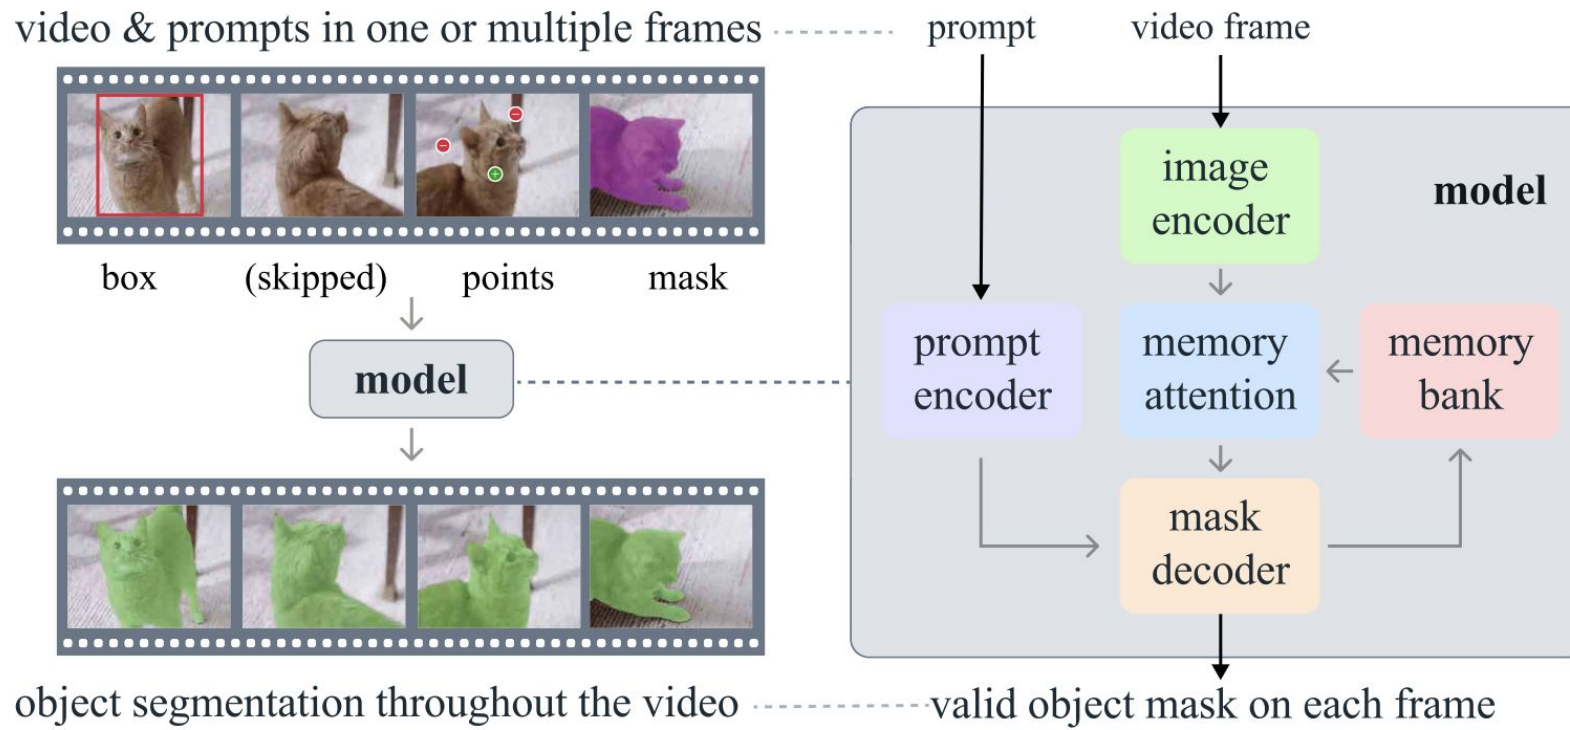 video & prompts in one or multiple frames
prompt
video frame
box
(skipped)
points
mask
model
object segmentation throughout the video
image
encoder
model
prompt
encoder
memory
attention
memory
bank
mask
decoder
valid object mask on each frame